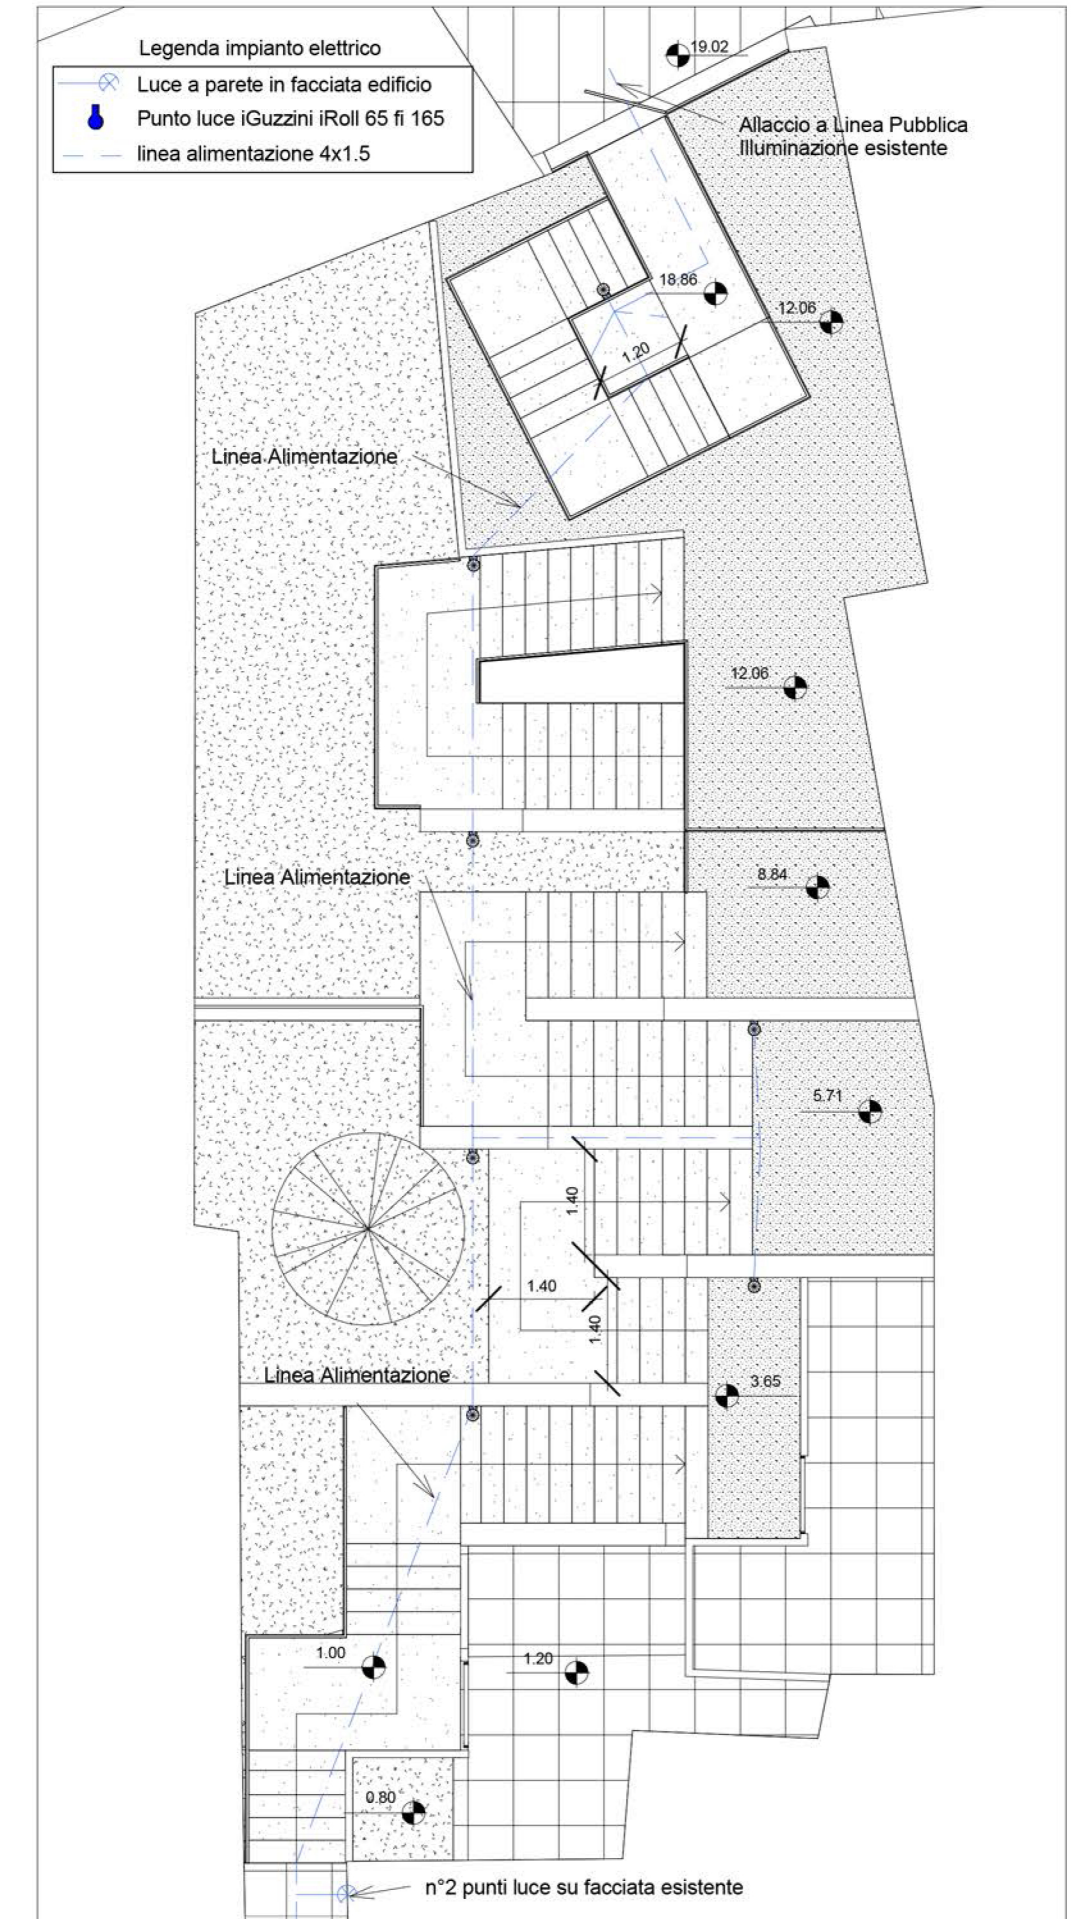 Legenda impianto elettrico
Luce a parete in facciata edificio
Punto luce iGuzzini iRoll 65 fi 165
linea alimentazione 4x1.5
19.02
Allaccio a Linea Pubblica
Illuminazione esistente
18.86
12.06
1.20
Linea Alimentazione
12.06
Linea Alimentazione
8.84
5.71
1.40
1.40
1.40
Linea Alimentazione
3.65
1.00
1.20
0.80
n°2 punti luce su facciata esistente